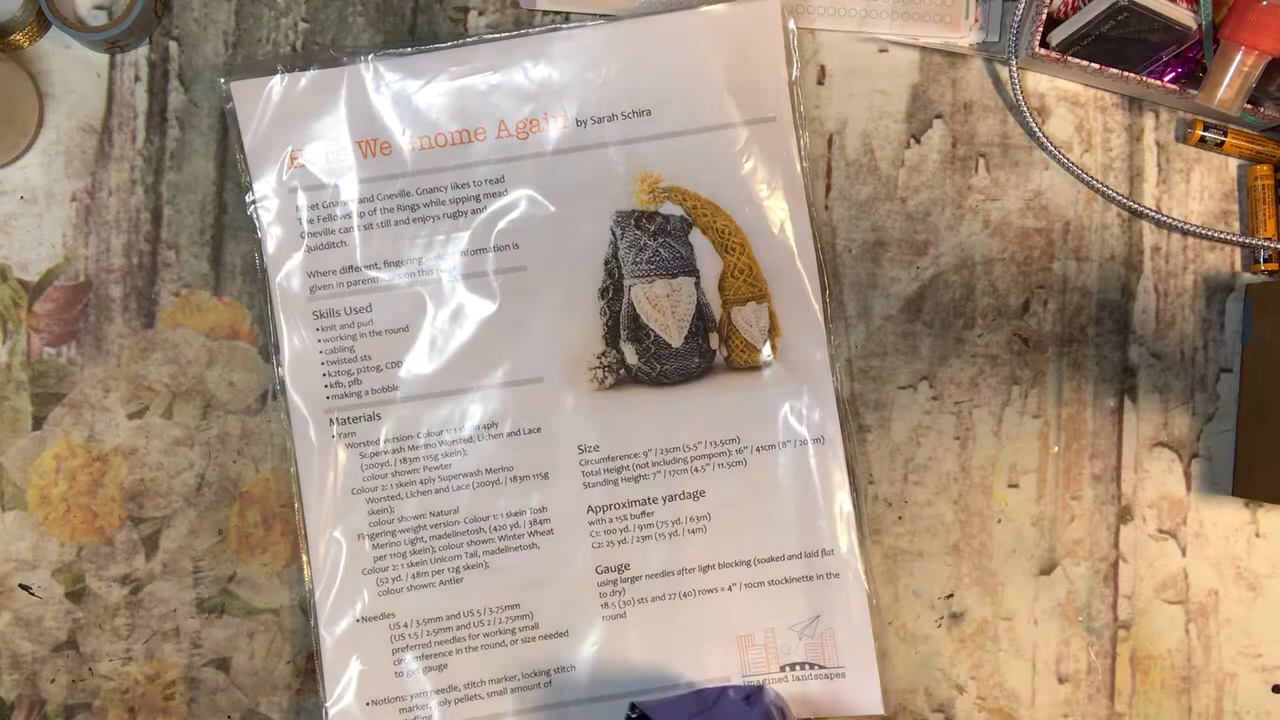 We Gnome Again by Sarah Schira
Meet Gnancy and Gneville. Gnancy likes to read
The Fellowship of the Rings while sipping mead
Gneville can't sit still and enjoys rugby and
Quidditch.
Where different, fingering weight information is
given in parentheses on this
Skills Used
•knit and purl
•working in the round
•cabling
•twisted sts
•k2tog, p2tog, CDD
•kfb, pfb
•making a bobble
Materials
•Yarn
Worsted version- Colour 1: 1 skein 4ply
Superwash Merino Worsted, Lichen and Lace
(200yd. / 183m 115g skein);
colour shown: Pewter
Colour 2: 1 skein 4ply Superwash Merino
Worsted, Lichen and Lace (200yd. / 183m 115g
skein);
colour shown: Natural
Fingering-weight version- Colour 1: 1 skein Tosh
Merino Light, madelinetosh, (420 yd. / 384m
per 110g skein); colour shown: Winter Wheat
Colour 2: 1 skein Unicorn Tail, madelinetosh,
(52 yd. / 48m per 12g skein);
colour shown: Antler
•Needles
US 4 / 3.5mm and US 5 / 3.75mm
(US 1.5 / 2.5mm and US 2 / 2.75mm)
preferred needles for working small
circumference in the round, or size needed
to get gauge
•Notions: yarn needle, stitch marker, locking stitch
marker, poly pellets, small amount of
Size
Circumference: 9" / 23cm (5.5" / 13.5cm)
Total Height (not including pompom): 16" / 41cm (8" / 20cm)
Standing Height: 7" / 17cm (4.5" / 11.5cm)
Approximate yardage
with a 15% buffer
C1: 100 yd. / 91m (75 yd. / 63m)
C2: 25 yd. / 23m (15 yd. / 14m)
Gauge
using larger needles after light blocking (soaked and laid flat
to dry)
18.5 (30) sts and 27 (40) rows = 4" / 10cm stockinette in the
round
imagined landscapes